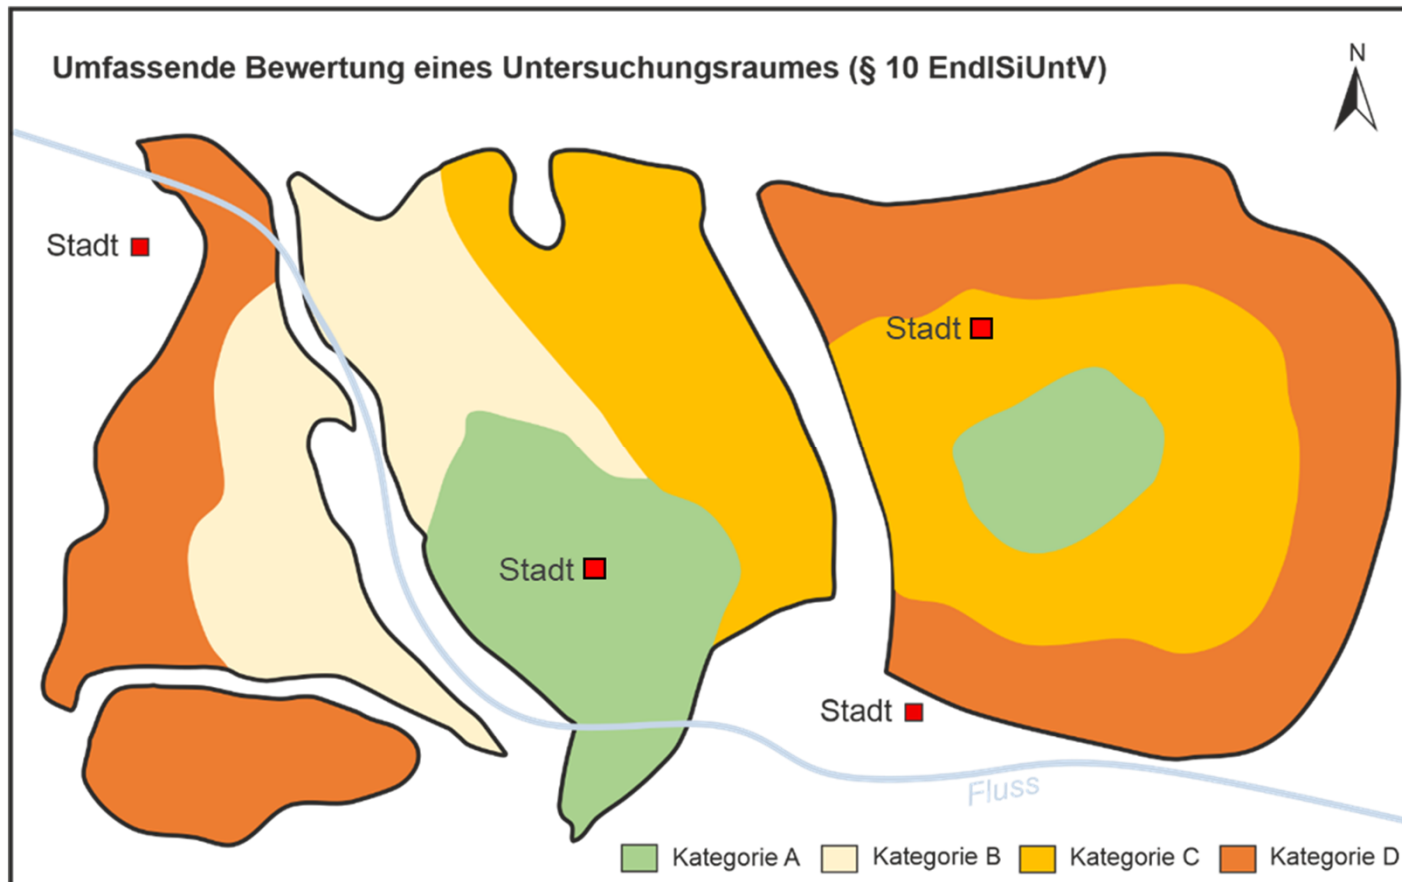 Umfassende Bewertung eines Untersuchungsraumes (§ 10 EndlSiUntV)
N
Stadt
Stadt
Stadt
Stadt
Fluss
Kategorie A
Kategorie B
Kategorie C
Kategorie D